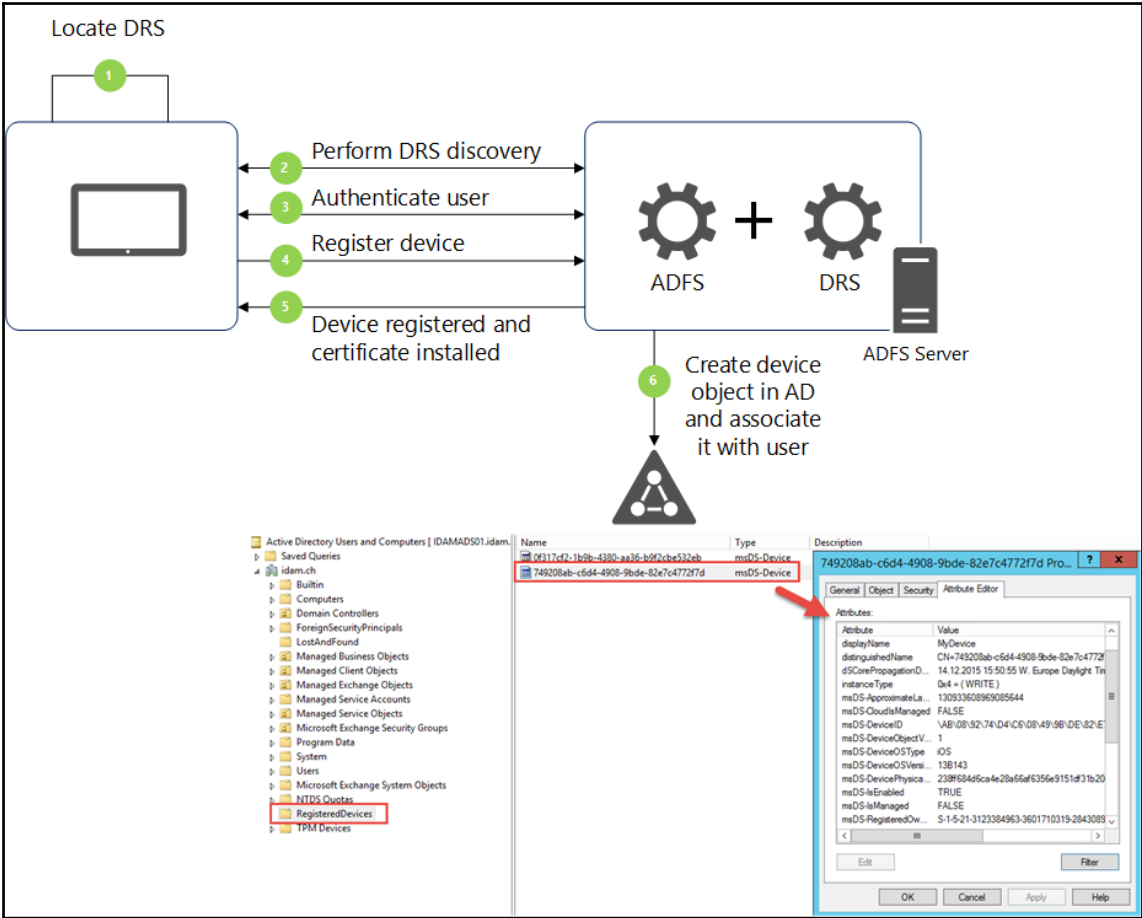 Locate DRS
1
2
Perform DRS discovery
3
Authenticate user
4
Register device
5
Device registered and
certificate installed
ADFS
DRS
ADFS Server
6
Create device
object in AD
and associate
it with user
Active Directory Users and Computers [ IDAMADS01.idam.
Saved Queries
idam.ch
Builtin
Computers
Domain Controllers
ForeignSecurityPrincipals
LostAndFound
Managed Business Objects
Managed Client Objects
Managed Exchange Objects
Managed Service Accounts
Managed Service Objects
Microsoft Exchange Security Groups
Program Data
System
Users
Microsoft Exchange System Objects
NTDS Quotas
RegisteredDevices
TPM Devices
Name Type Description
0f317cf2-1b9b-4380-aa36-b9f2cbe532eb msDS-Device
749208ab-c6d4-4908-9bde-82e7c4772f7d msDS-Device
749208ab-c6d4-4908-9bde-82e7c4772f7d Pro... ? x
General Object Security Attribute Editor
Attributes:
Attribute Value
displayName MyDevice
distinguishedName CN=749208ab-c6d4-4908-9bde-82e7c4772f
dSCorePropagationD... 14.12.2015 15:50:55 W. Europe Daylight Tim
instanceType 0x4 = ( WRITE )
msDS-ApproximateLa... 130933608969085644
msDS-CloudIsManaged FALSE
msDS-DeviceID \AB\08\92\74\D4\C6\08\49\9B\DE\82\E7
msDS-DeviceObjectV... 1
msDS-DeviceOSType iOS
msDS-DeviceOSVersi... 13B143
msDS-DevicePhysica... 238ff684d6ca4e28a66af6356e9151df31b20
msDS-IsEnabled TRUE
msDS-IsManaged FALSE
msDS-RegisteredOw... S-1-5-21-3123384963-3601710319-2843089
Edit Filter
OK Cancel Apply Help